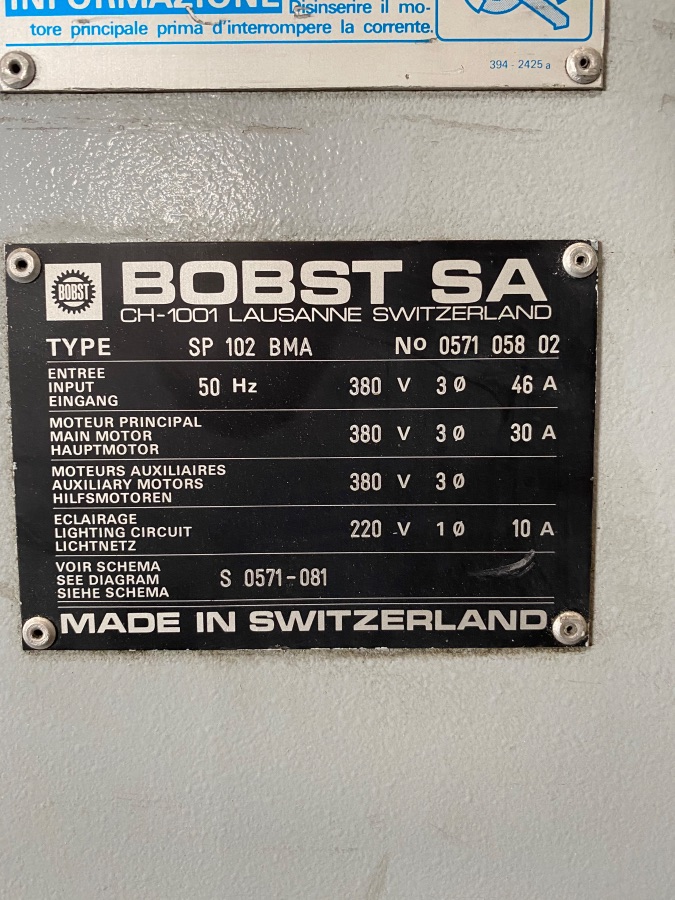 INFORMAZIONE Disinserire il mo-
tore principale prima d'interrompere la corrente.
394 - 2425 a
BOBST
BOBST SA
CH-1001 LAUSANNE SWITZERLAND
TYPE SP 102 BMA No 0571 058 02
ENTREE
INPUT 50 Hz 380 V 3 Ø 46 A
EINGANG
MOTEUR PRINCIPAL
MAIN MOTOR 380 V 3 Ø 30 A
HAUPTMOTOR
MOTEURS AUXILIAIRES
AUXILIARY MOTORS 380 V 3 Ø
HILFSMOTOREN
ECLAIRAGE
LIGHTING CIRCUIT 220 V 1 Ø 10 A
LICHTNETZ
VOIR SCHEMA
SEE DIAGRAM S 0571-081
SIEHE SCHEMA
MADE IN SWITZERLAND